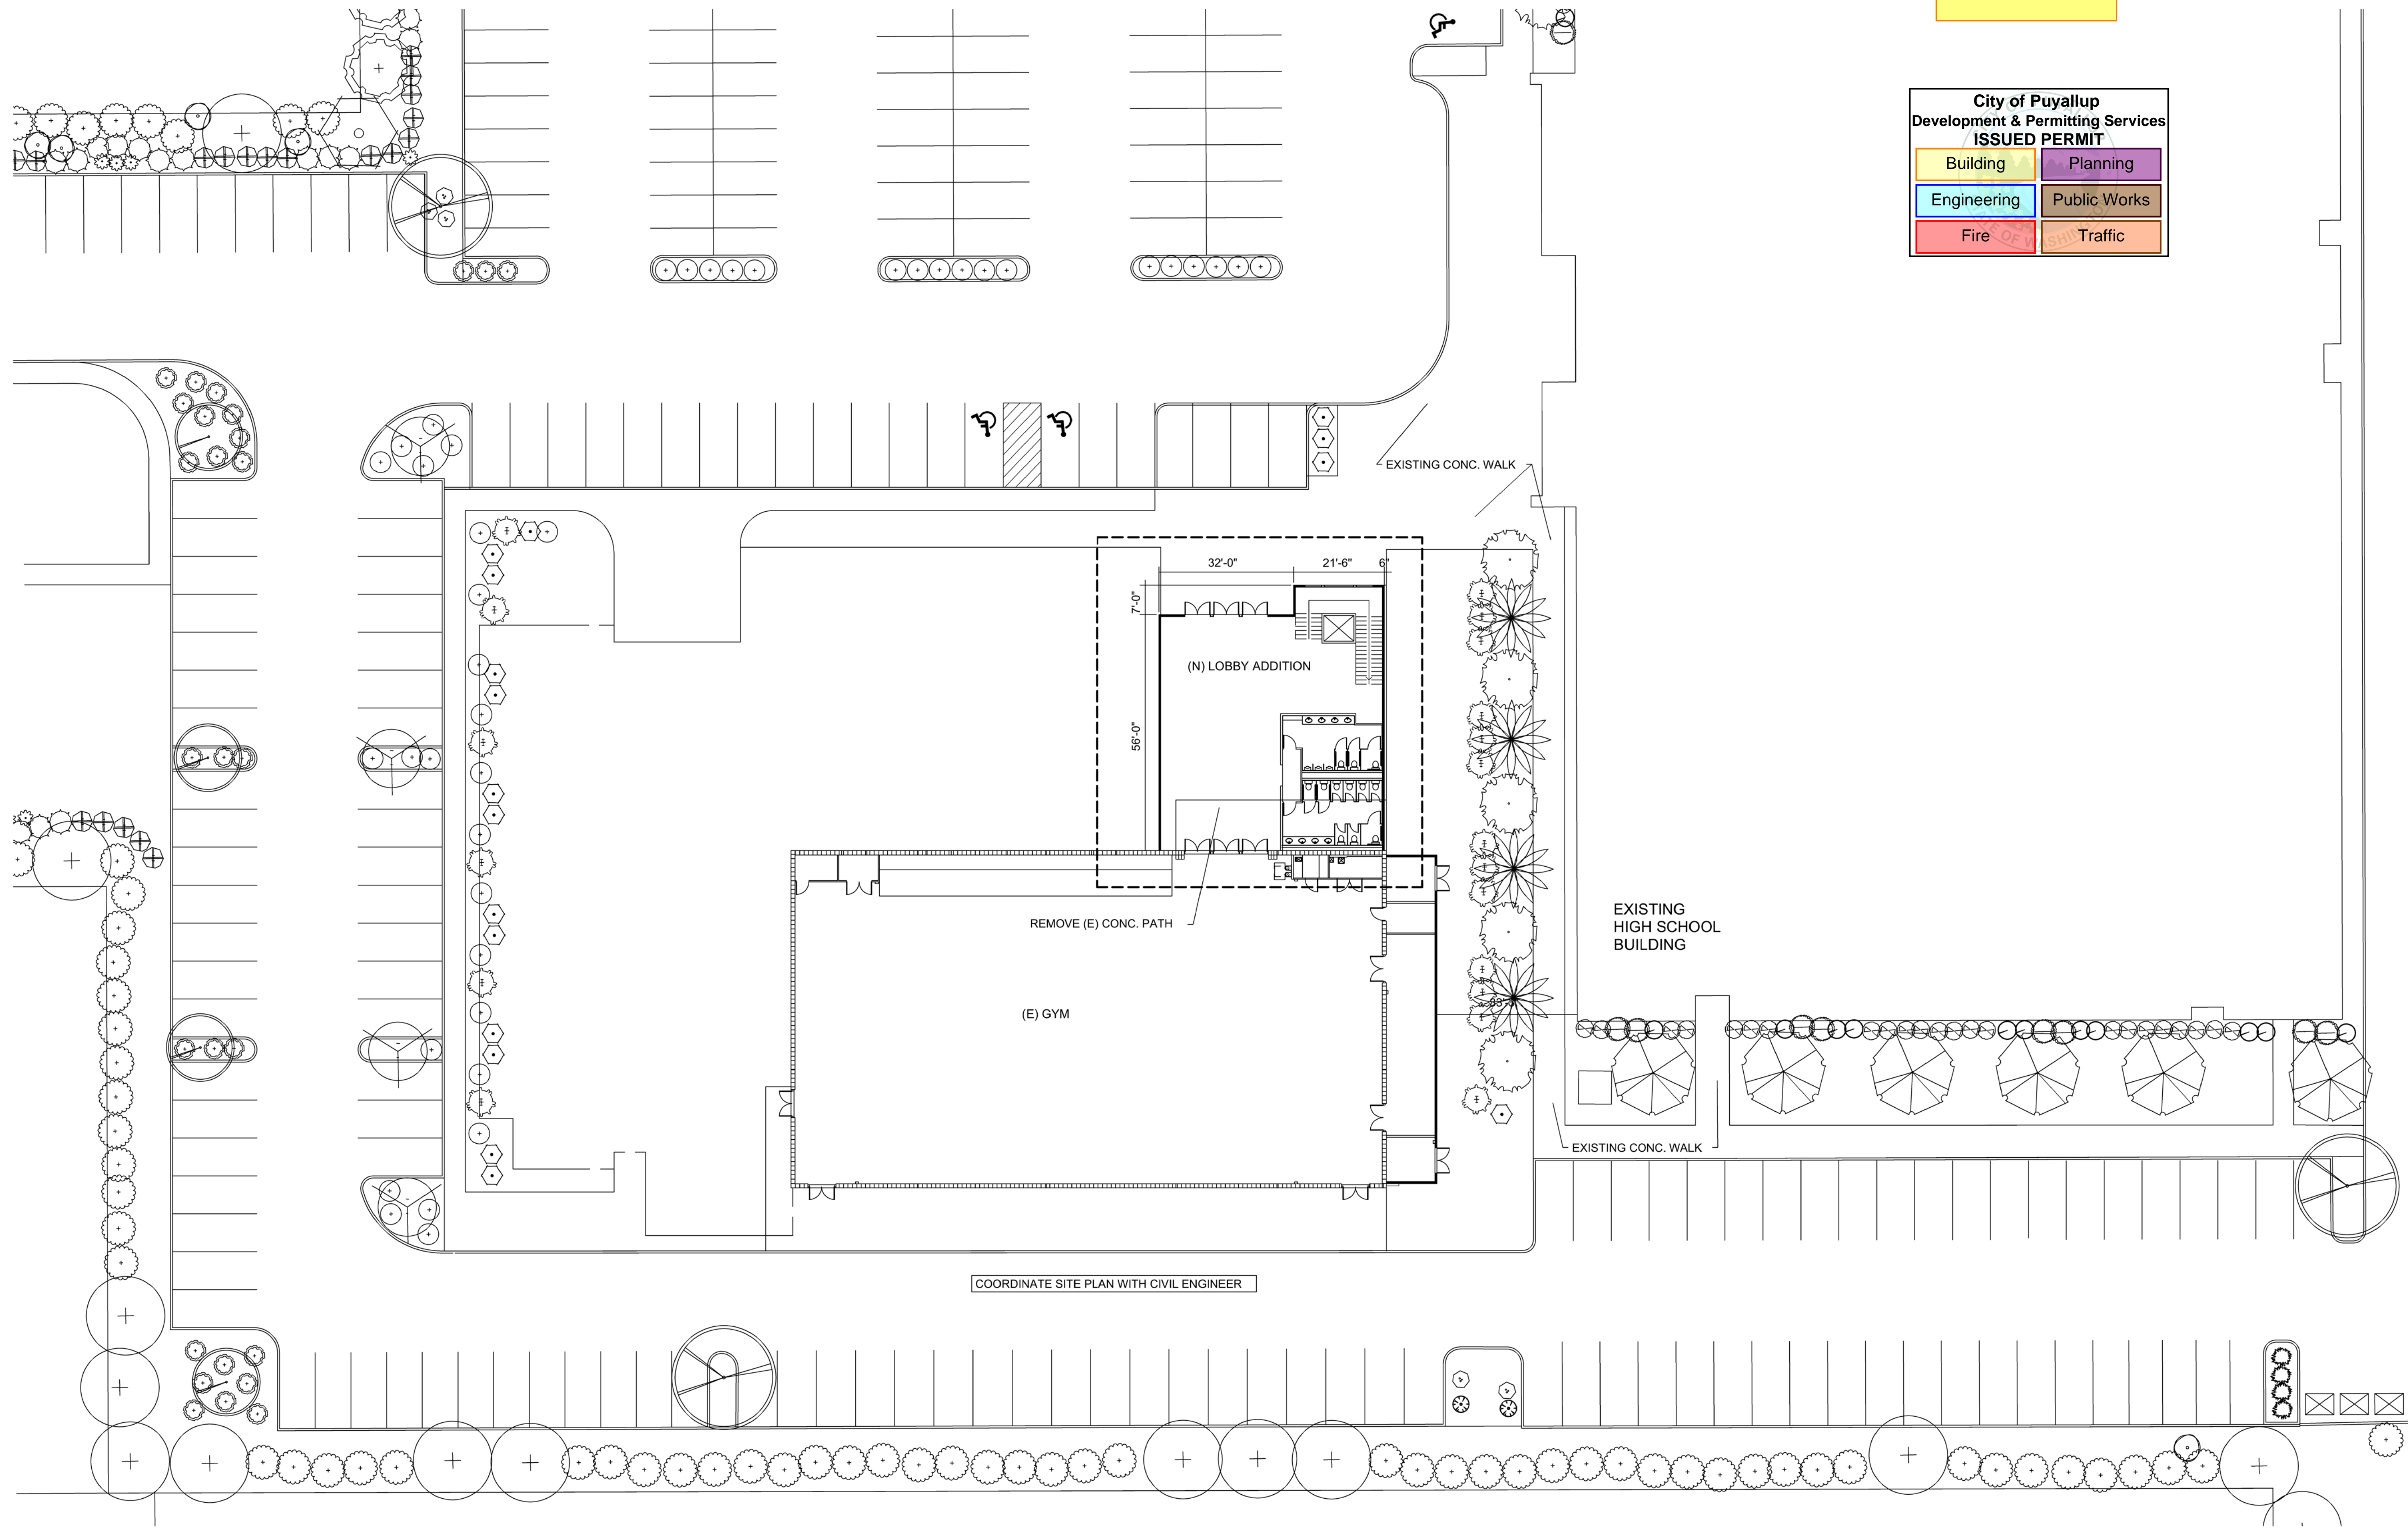 City of Puyallup
Development & Permitting Services
ISSUED PERMIT
Building
Planning
Engineering
Public Works
Fire
Traffic
EXISTING CONC. WALK
32'-0"
21'-6"
6"
7'-0"
(N) LOBBY ADDITION
56'-0"
REMOVE (E) CONC. PATH
EXISTING
HIGH SCHOOL
BUILDING
(E) GYM
EXISTING CONC. WALK
COORDINATE SITE PLAN WITH CIVIL ENGINEER